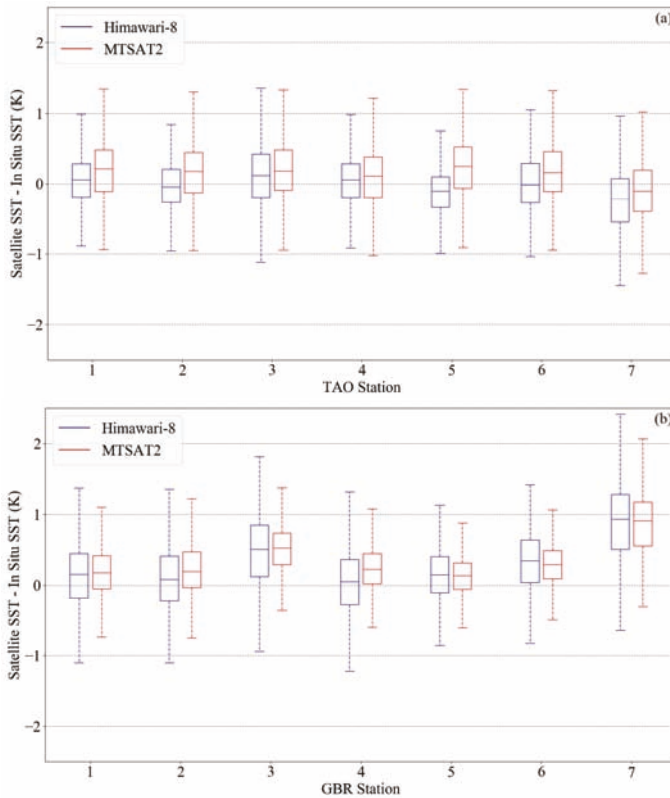 (a)
Himawari-8
MTSAT2
Satellite SST - In Situ SST (K)
2
1
0
−1
−2
1 2 3 4 5 6 7
TAO Station
(b)
Himawari-8
MTSAT2
Satellite SST - In Situ SST (K)
2
1
0
−1
−2
1 2 3 4 5 6 7
GBR Station